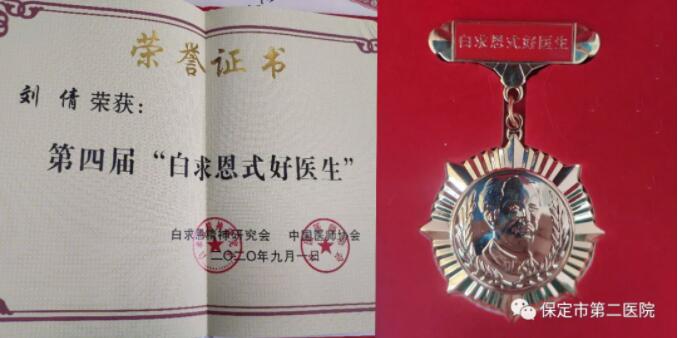 荣誉证书
刘 倩 荣获：
第四届“白求恩式好医生”
白求恩精神研究会 中国医师协会
二〇二〇年九月一日
白求恩式好医生
保定市第二医院